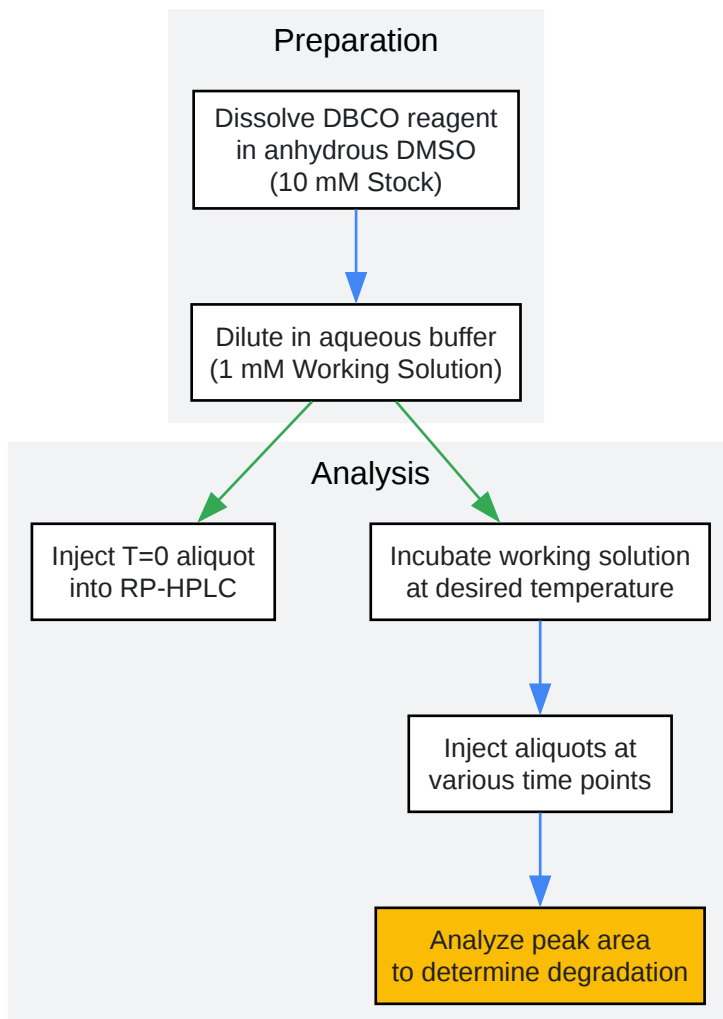 Preparation
Dissolve DBCO reagent
in anhydrous DMSO
(10 mM Stock)
Dilute in aqueous buffer
(1 mM Working Solution)
Analysis
Inject T=0 aliquot
into RP-HPLC
Incubate working solution
at desired temperature
Inject aliquots at
various time points
Analyze peak area
to determine degradation